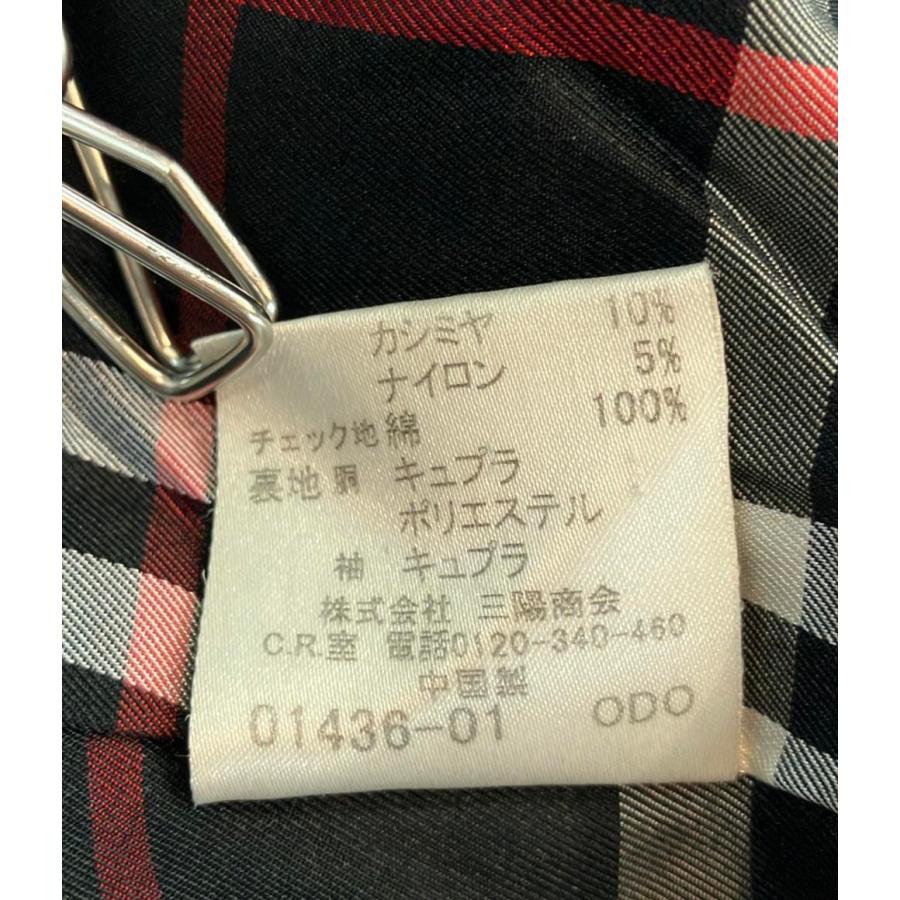 カシミヤ 10%
ナイロン 5%
チェック地 綿 100%
裏地 胴 キュプラ
ポリエステル
袖 キュプラ
株式会社 三陽商会
C.R.室 電話0120-340-460
中国製
01436-01 ODO